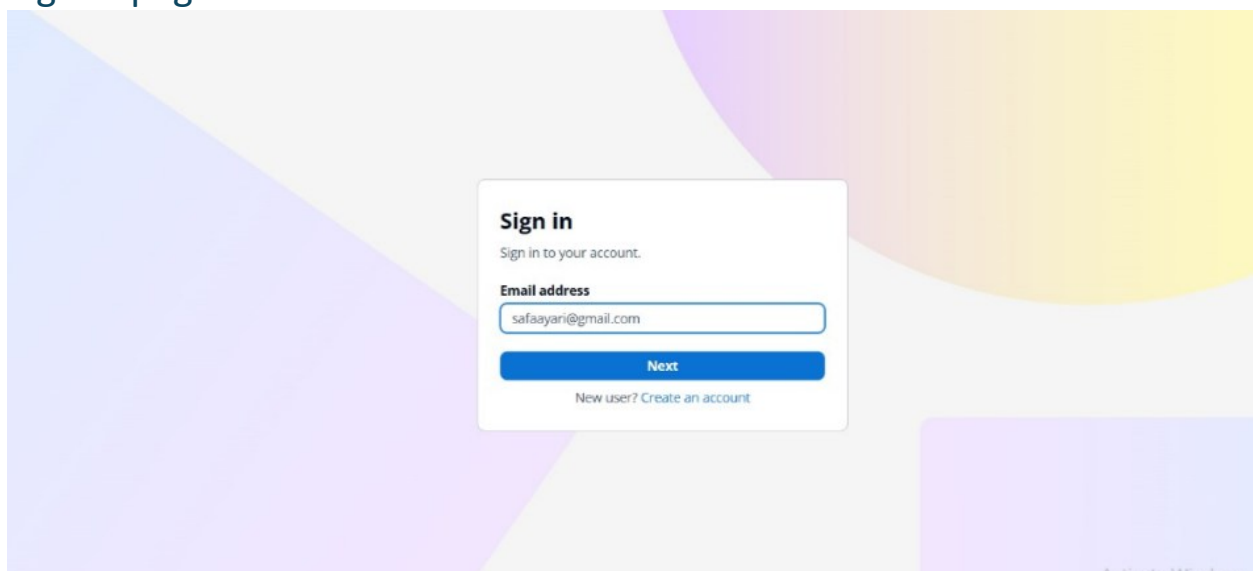 Sign in
Sign in to your account.
Email address
safaayari@gmail.com
Next
New user? Create an account